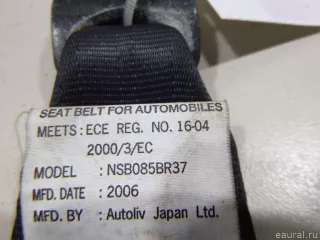 SEAT BELT FOR AUTOMOBILES
MEETS : ECE REG. NO. 16-04
2000/3/EC
MODEL : NSB085BR37
MFD. DATE : 2006
MFD. BY : Autoliv Japan Ltd.
eaural.ru